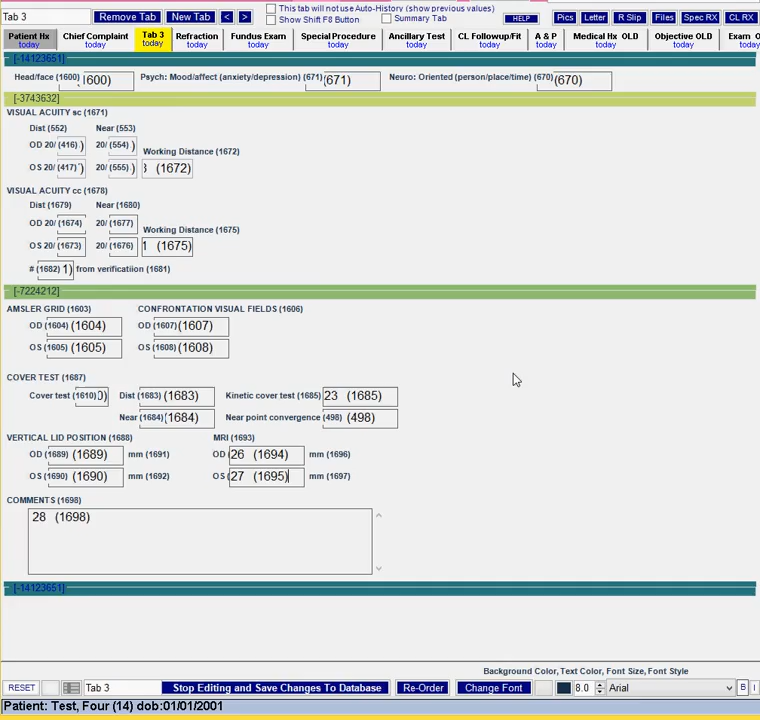 Tab 3 Remove Tab New Tab < > This tab will not use Auto-History (show previous values)
Show Shift F8 Button Summary Tab HELP Pics Letter R Slip Files Spec RX CL RX
Patient Hx Chief Complaint Tab 3 Refraction Fundus Exam Special Procedure Ancillary Test CL Followup/Fit A & P Medical Hx OLD Objective OLD Exam O
today today today today today today today today today today today today
[-14123651]
Head/face (1600) (600) Psych: Mood/affect (anxiety/depression) (671) (671) Neuro: Oriented (person/place/time) (670) (670)
[-3743632]
VISUAL ACUITY sc (1671)
Dist (552) Near (553)
OD 20/ (416) ) 20/ (554) ) Working Distance (1672)
OS 20/ (417) ) 20/ (555) ) (1672)
VISUAL ACUITY cc (1678)
Dist (1679) Near (1680)
OD 20/ (1674) 20/ (1677) Working Distance (1675)
OS 20/ (1673) 20/ (1676) 1 (1675)
# (1682) 1) from verificatiion (1681)
[-7224212]
AMSLER GRID (1603) CONFRONTATION VISUAL FIELDS (1606)
OD (1604) (1604) OD (1607) (1607)
OS (1605) (1605) OS (1608) (1608)
COVER TEST (1687)
Cover test (1610) 0) Dist (1683) (1683) Kinetic cover test (1685) 23 (1685)
Near (1684) (1684) Near point convergence (498) (498)
VERTICAL LID POSITION (1688) MRI (1693)
OD (1689) (1689) mm (1691) OD 26 (1694) mm (1696)
OS (1690) (1690) mm (1692) OS 27 (1695) mm (1697)
COMMENTS (1698)
28 (1698)
[-14123651]
Background Color, Text Color, Font Size, Font Style
RESET Tab 3 Stop Editing and Save Changes To Database Re-Order Change Font 8.0 Arial B I
Patient: Test, Four (14) dob:01/01/2001